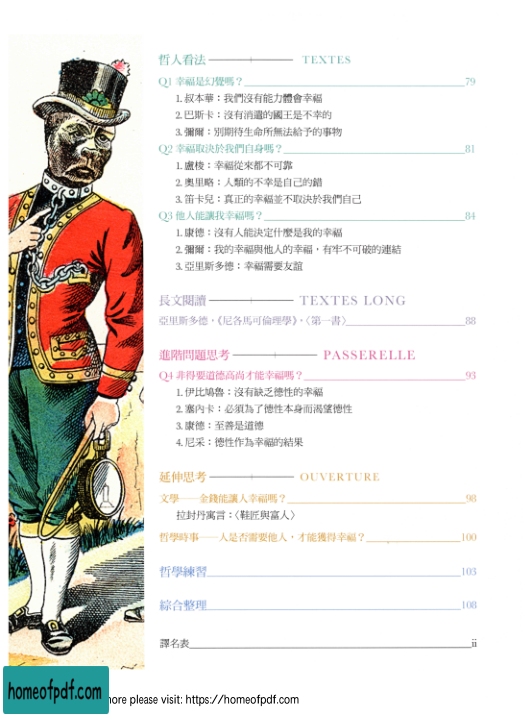 哲人看法 TEXTES
Q1 幸福是幻覺嗎？ 79
1. 叔本華：我們沒有能力體會幸福
2. 巴斯卡：沒有消遣的國王是不幸的
3. 彌爾：別期待生命所無法給予的事物
Q2 幸福取決於我們自身嗎？ 81
1. 盧梭：幸福從來都不可靠
2. 奧里略：人類的不幸是自己的錯
3. 笛卡兒：真正的幸福並不取決於我們自己
Q3 他人能讓我幸福嗎？ 84
1. 康德：沒有人能決定什麼是我的幸福
2. 彌爾：我的幸福與他人的幸福，有牢不可破的連結
3. 亞里斯多德：幸福需要友誼
長文閱讀 TEXTES LONG
亞里斯多德，《尼各馬可倫理學》，〈第一書〉 88
進階問題思考 PASSERELLE
Q4 非得要道德高尚才能幸福嗎？ 93
1. 伊比鳩魯：沒有缺乏德性的幸福
2. 塞內卡：必須為了德性本身而渴望德性
3. 康德：至善是道德
4. 尼采：德性作為幸福的結果
延伸思考 OUVERTURE
文學──金錢能讓人幸福嗎？ 98
拉封丹寓言：〈鞋匠與富人〉
哲學時事──人是否需要他人，才能獲得幸福？ 100
哲學練習 103
綜合整理 108
譯名表 ii
homeofpdf.com
more please visit: https://homeofpdf.com